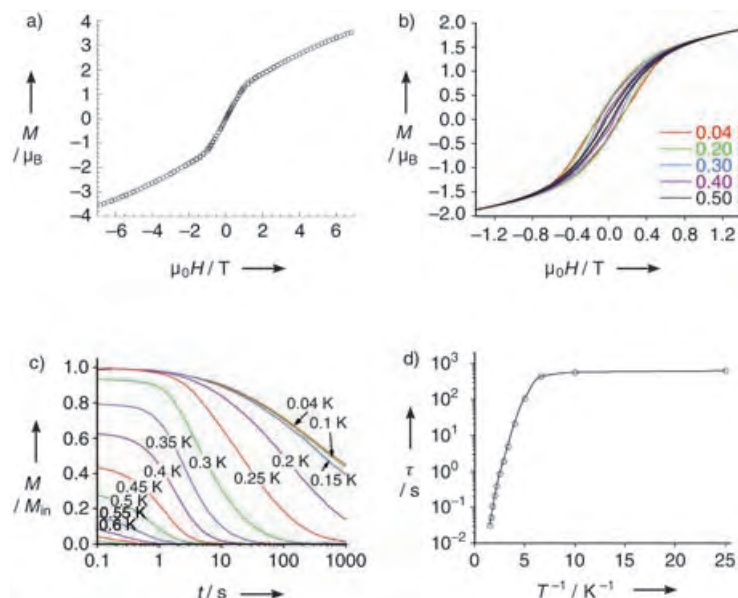 a)
4
3
2
1
0
−1
−2
−3
−4
M
/ μB
−6 −4 −2 0 2 4 6
μ0H / T
b)
2.0
1.5
1.0
0.5
0.0
−0.5
−1.0
−1.5
−2.0
M
/ μB
0.04
0.20
0.30
0.40
0.50
−1.2 −0.8 −0.4 0.0 0.4 0.8 1.2
μ0H / T
c)
1.0
0.8
0.6
0.4
0.2
0.0
M
/ Min
0.04 K
0.1 K
0.15 K
0.2 K
0.25 K
0.3 K
0.35 K
0.4 K
0.45 K
0.5 K
0.55 K
0.6 K
0.1 1 10 100 1000
t / s
d)
10³
10²
10¹
10⁰
10⁻¹
10⁻²
τ
/ s
0 5 10 15 20 25
T⁻¹ / K⁻¹